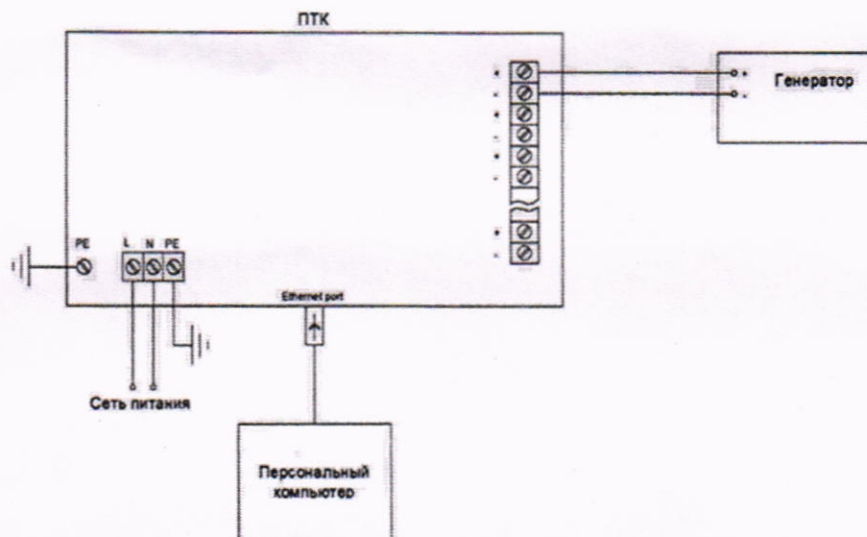 ПТК
+
-
+
-
+
-
+
-
+
-
Генератор
PE
L
N
PE
Ethernet port
Сеть питания
Персональный
компьютер